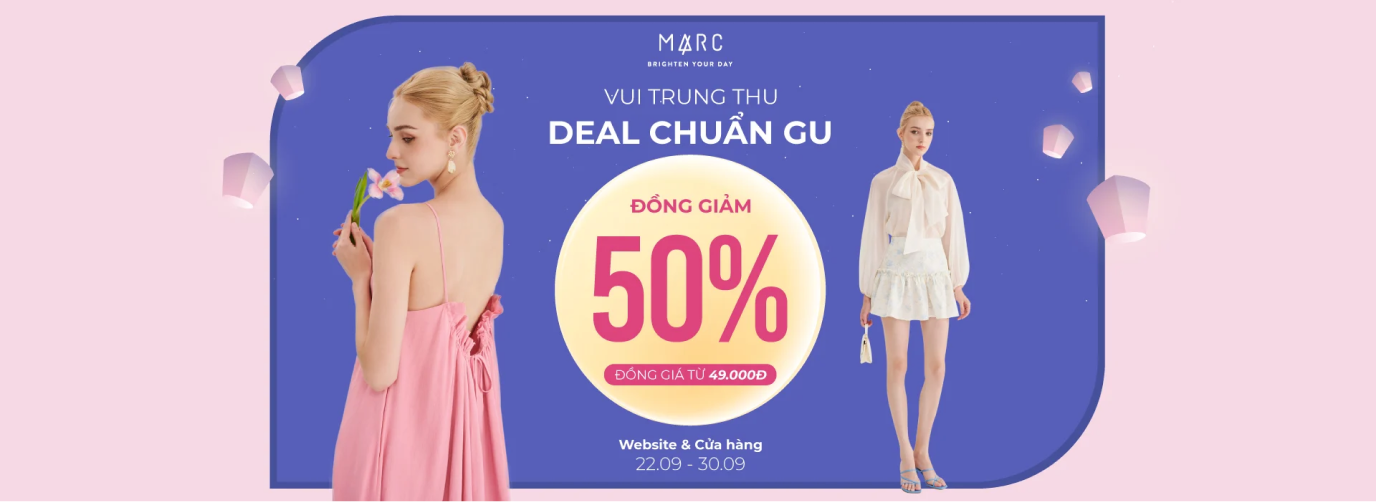 MARC
BRIGHTEN YOUR DAY
VUI TRUNG THU
DEAL CHUẨN GU
ĐỒNG GIẢM
50%
ĐỒNG GIÁ TỪ 49.000Đ
Website & Cửa hàng
22.09 - 30.09